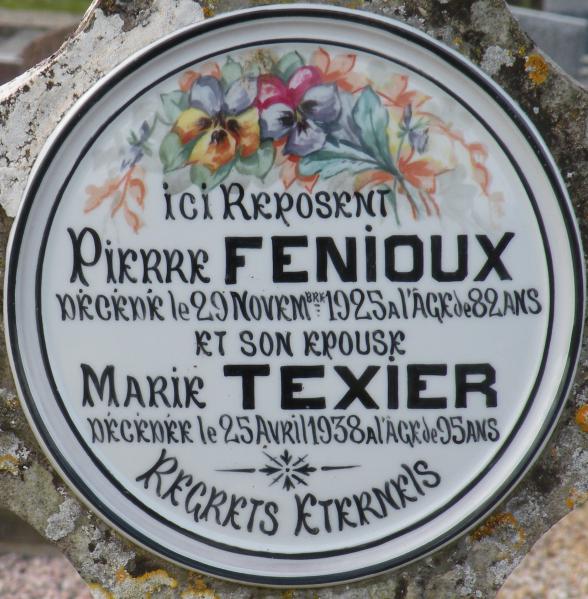 ici Reposent
Pierre FENiOUX
DÉCÉDÉ le 29 NOVEMBRE 1925 A l'ÂGE de 82 ANS
ET SON EPOUSE
MARIE TEXiER
DÉCÉDÉE le 25 AVRil 1938 A l'ÂGE de 95 ANS
REGRETS ETERNElS